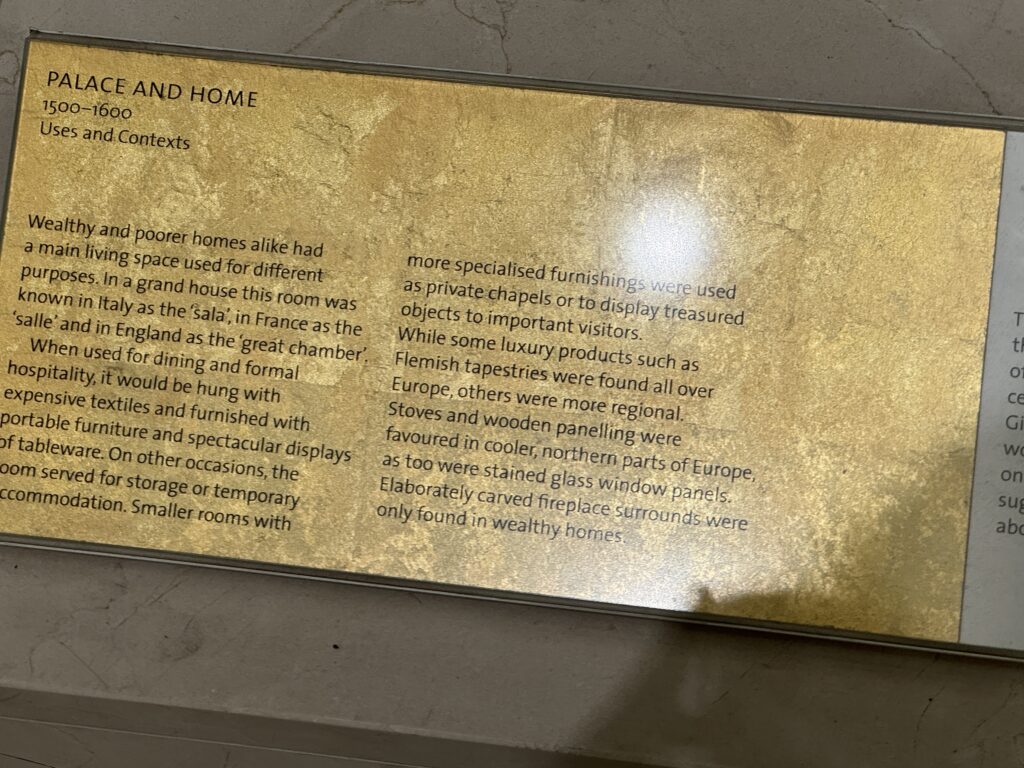 PALACE AND HOME
1500–1600
Uses and Contexts
Wealthy and poorer homes alike had
a main living space used for different
purposes. In a grand house this room was
known in Italy as the ‘sala’, in France as the
‘salle’ and in England as the ‘great chamber’.
When used for dining and formal
hospitality, it would be hung with
expensive textiles and furnished with
portable furniture and spectacular displays
of tableware. On other occasions, the
oom served for storage or temporary
ccommodation. Smaller rooms with
more specialised furnishings were used
as private chapels or to display treasured
objects to important visitors.
While some luxury products such as
Flemish tapestries were found all over
Europe, others were more regional.
Stoves and wooden panelling were
favoured in cooler, northern parts of Europe,
as too were stained glass window panels.
Elaborately carved fireplace surrounds were
only found in wealthy homes.